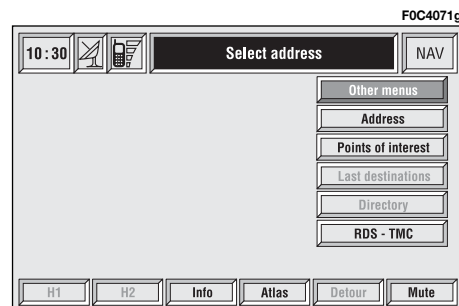 F0C4071g
10:30 Select address NAV
Other menus
Address
Points of interest
Last destinations
Directory
RDS - TMC
H1 H2 Info Atlas Detour Mute